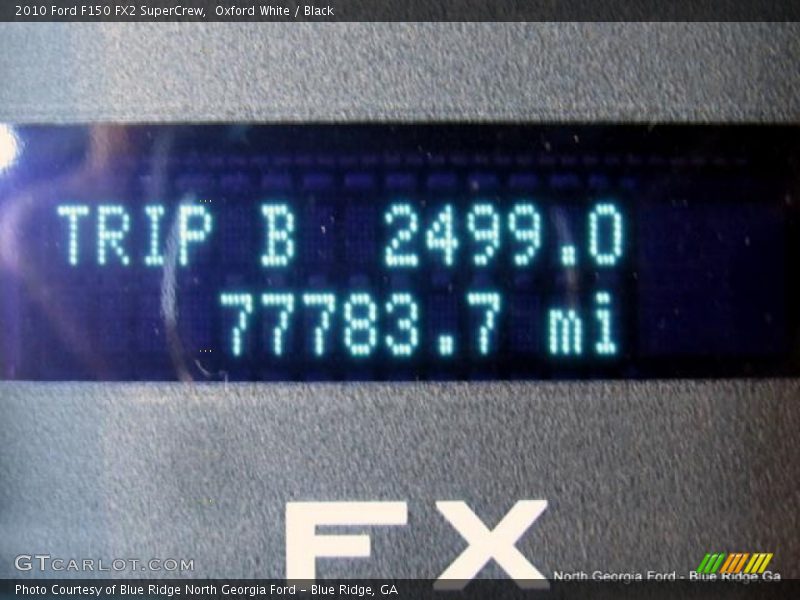 2010 Ford F150 FX2 SuperCrew,  Oxford White / Black
TRIP B 2499.0
77783.7 mi
FX
GTCARLOT.COM
North Georgia Ford - Blue Ridge, Ga
Photo Courtesy of Blue Ridge North Georgia Ford – Blue Ridge, GA